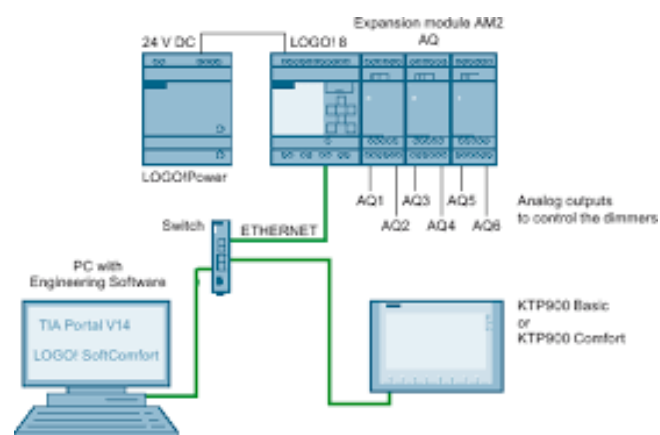 Expansion module AM2
AQ
24 V DC
LOGO! 8
LOGO!Power
AQ1
AQ3
AQ5
AQ2
AQ4
AQ6
Analog outputs
to control the dimmers
Switch
ETHERNET
PC with
Engineering Software
TIA Portal V14
LOGO! SoftComfort
KTP900 Basic
or
KTP900 Comfort